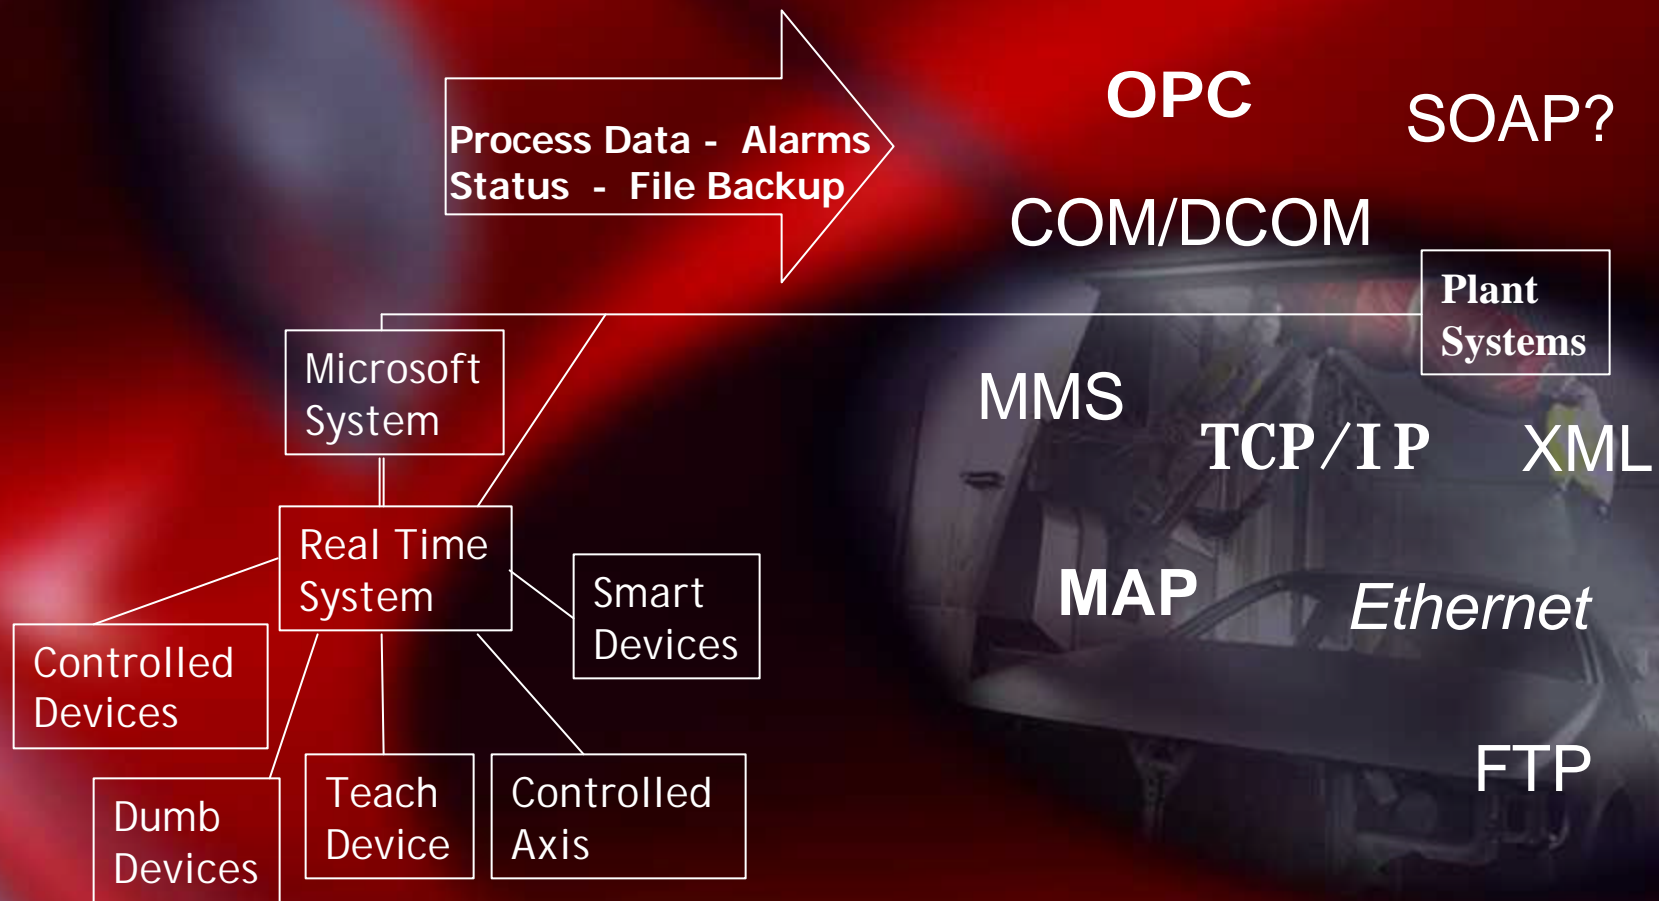 Process Data - Alarms
Status - File Backup
OPC
SOAP?
COM/DCOM
Plant
Systems
Microsoft
System
MMS
TCP/IP
XML
Real Time
System
Smart
Devices
MAP
Ethernet
Controlled
Devices
FTP
Dumb
Devices
Teach
Device
Controlled
Axis